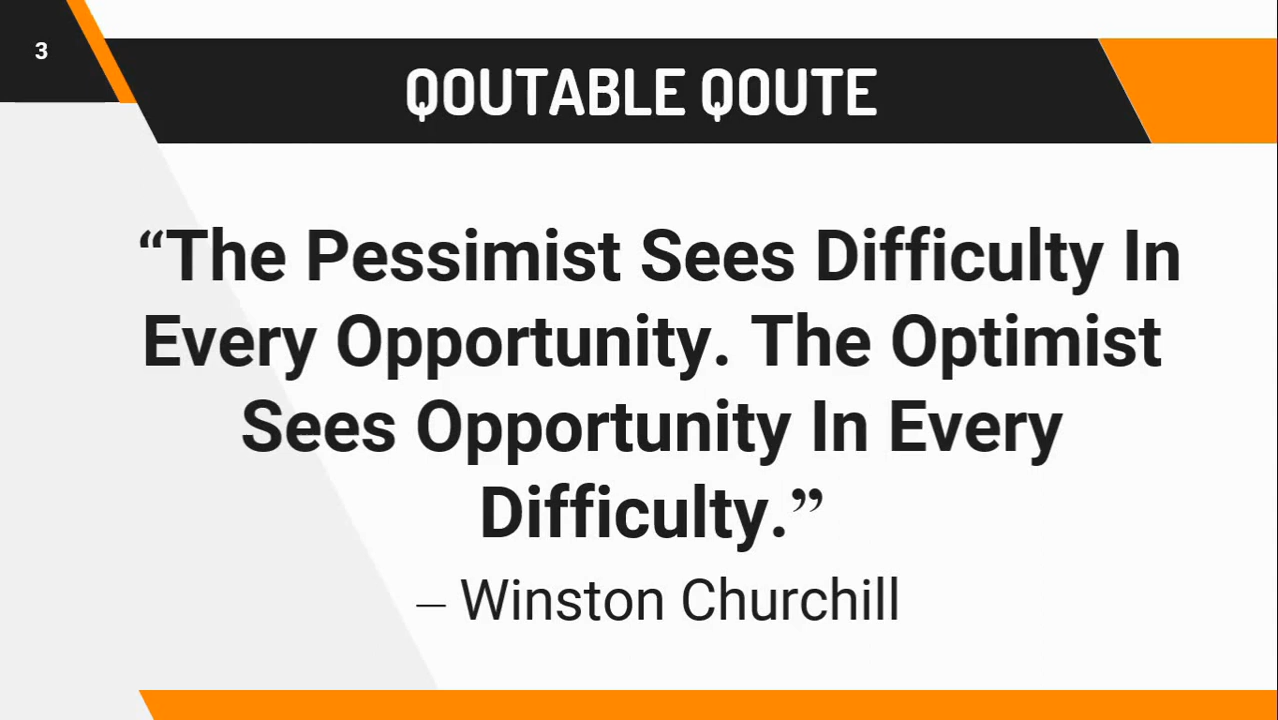 3
QOUTABLE QOUTE
“The Pessimist Sees Difficulty In
Every Opportunity. The Optimist
Sees Opportunity In Every
Difficulty.”
– Winston Churchill